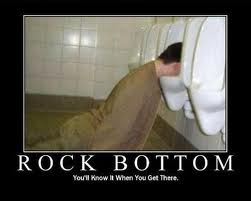 ROCK BOTTOM
You'll Know It When You Get There.